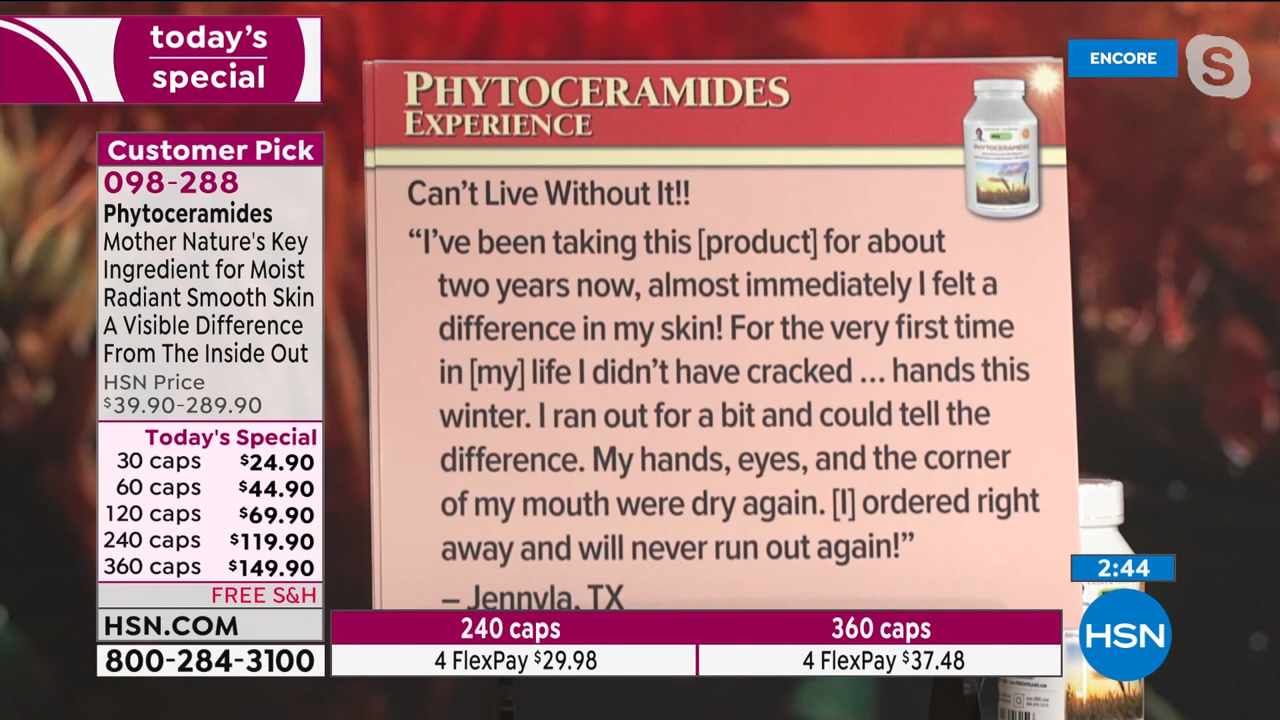 today's
special
Customer Pick
098-288
Phytoceramides
Mother Nature's Key
Ingredient for Moist
Radiant Smooth Skin
A Visible Difference
From The Inside Out
HSN Price
$39.90-289.90
Today's Special
30 caps $24.90
60 caps $44.90
120 caps $69.90
240 caps $119.90
360 caps $149.90
FREE S&H
HSN.COM
800-284-3100
PHYTOCERAMIDES
EXPERIENCE
PHYTOCERAMIDES
Can't Live Without It!!
“I've been taking this [product] for about
two years now, almost immediately I felt a
difference in my skin! For the very first time
in [my] life I didn't have cracked ... hands this
winter. I ran out for a bit and could tell the
difference. My hands, eyes, and the corner
of my mouth were dry again. [I] ordered right
away and will never run out again!”
– Jennyla, TX
240 caps 360 caps
4 FlexPay $29.98 4 FlexPay $37.48
ENCORE
S
2:44
HSN